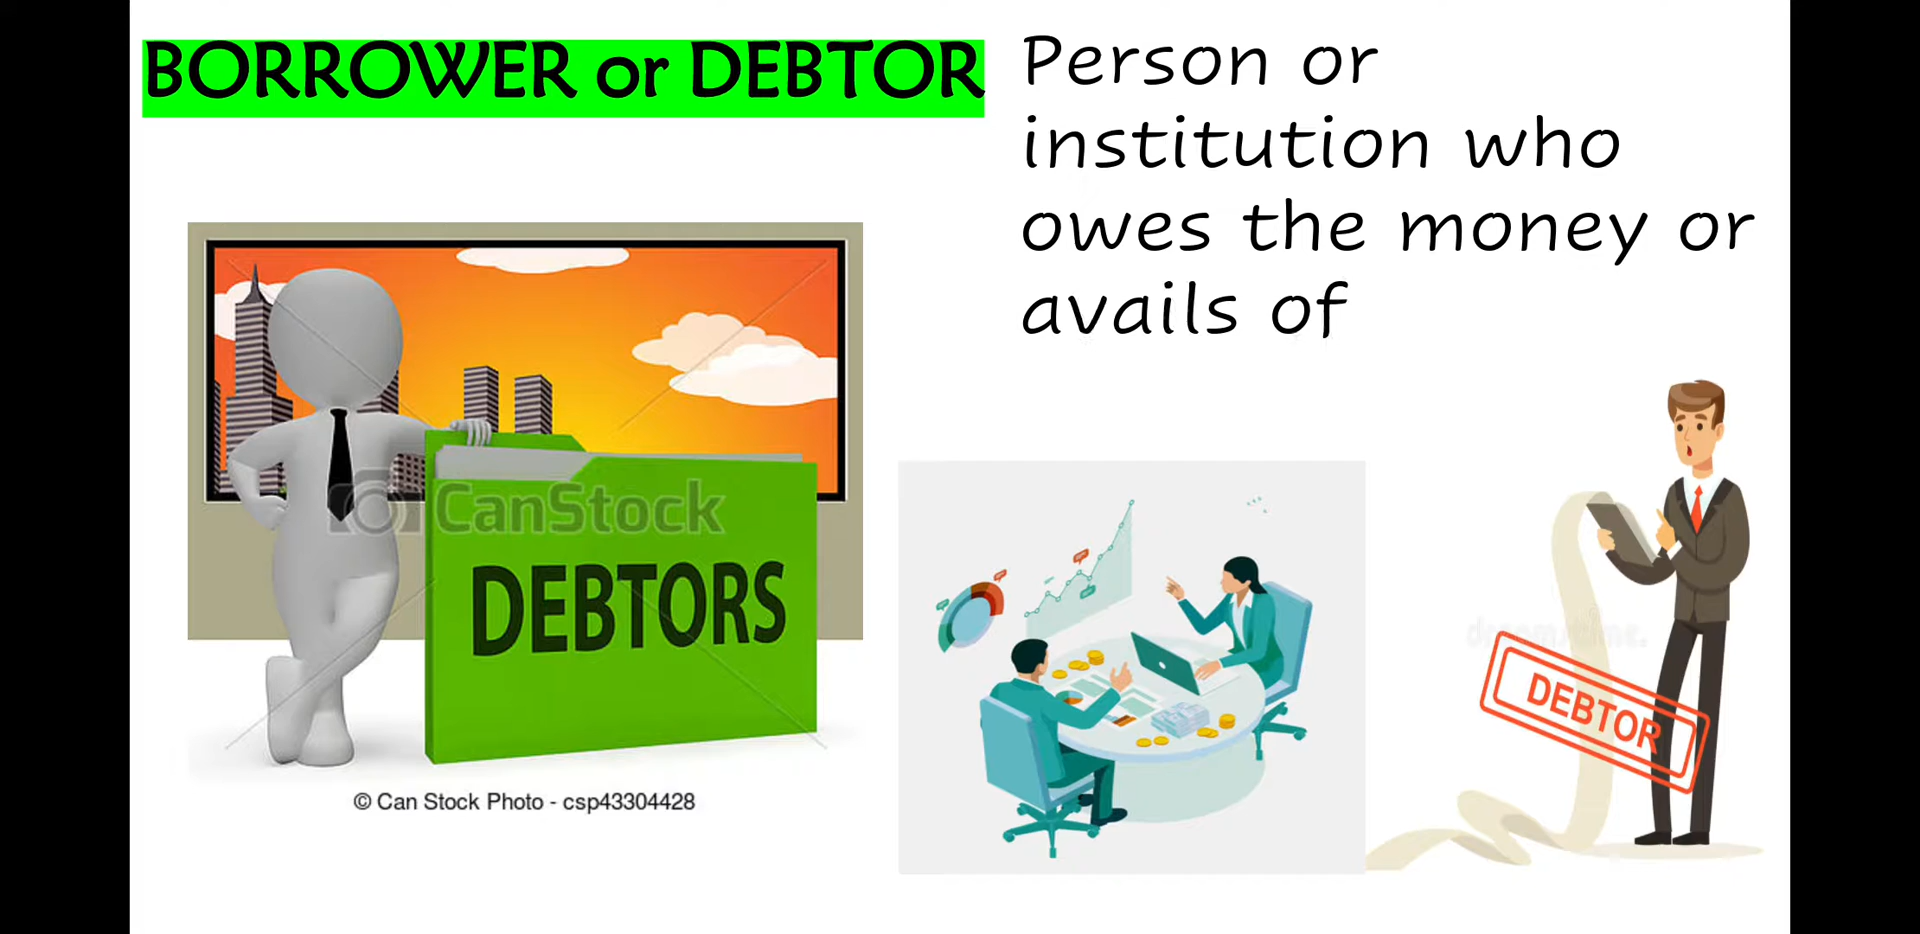 BORROWER or DEBTOR
Person or
institution who
owes the money or
avails of
CanStock
DEBTORS
© Can Stock Photo - csp43304428
dreamstime.
DEBTOR